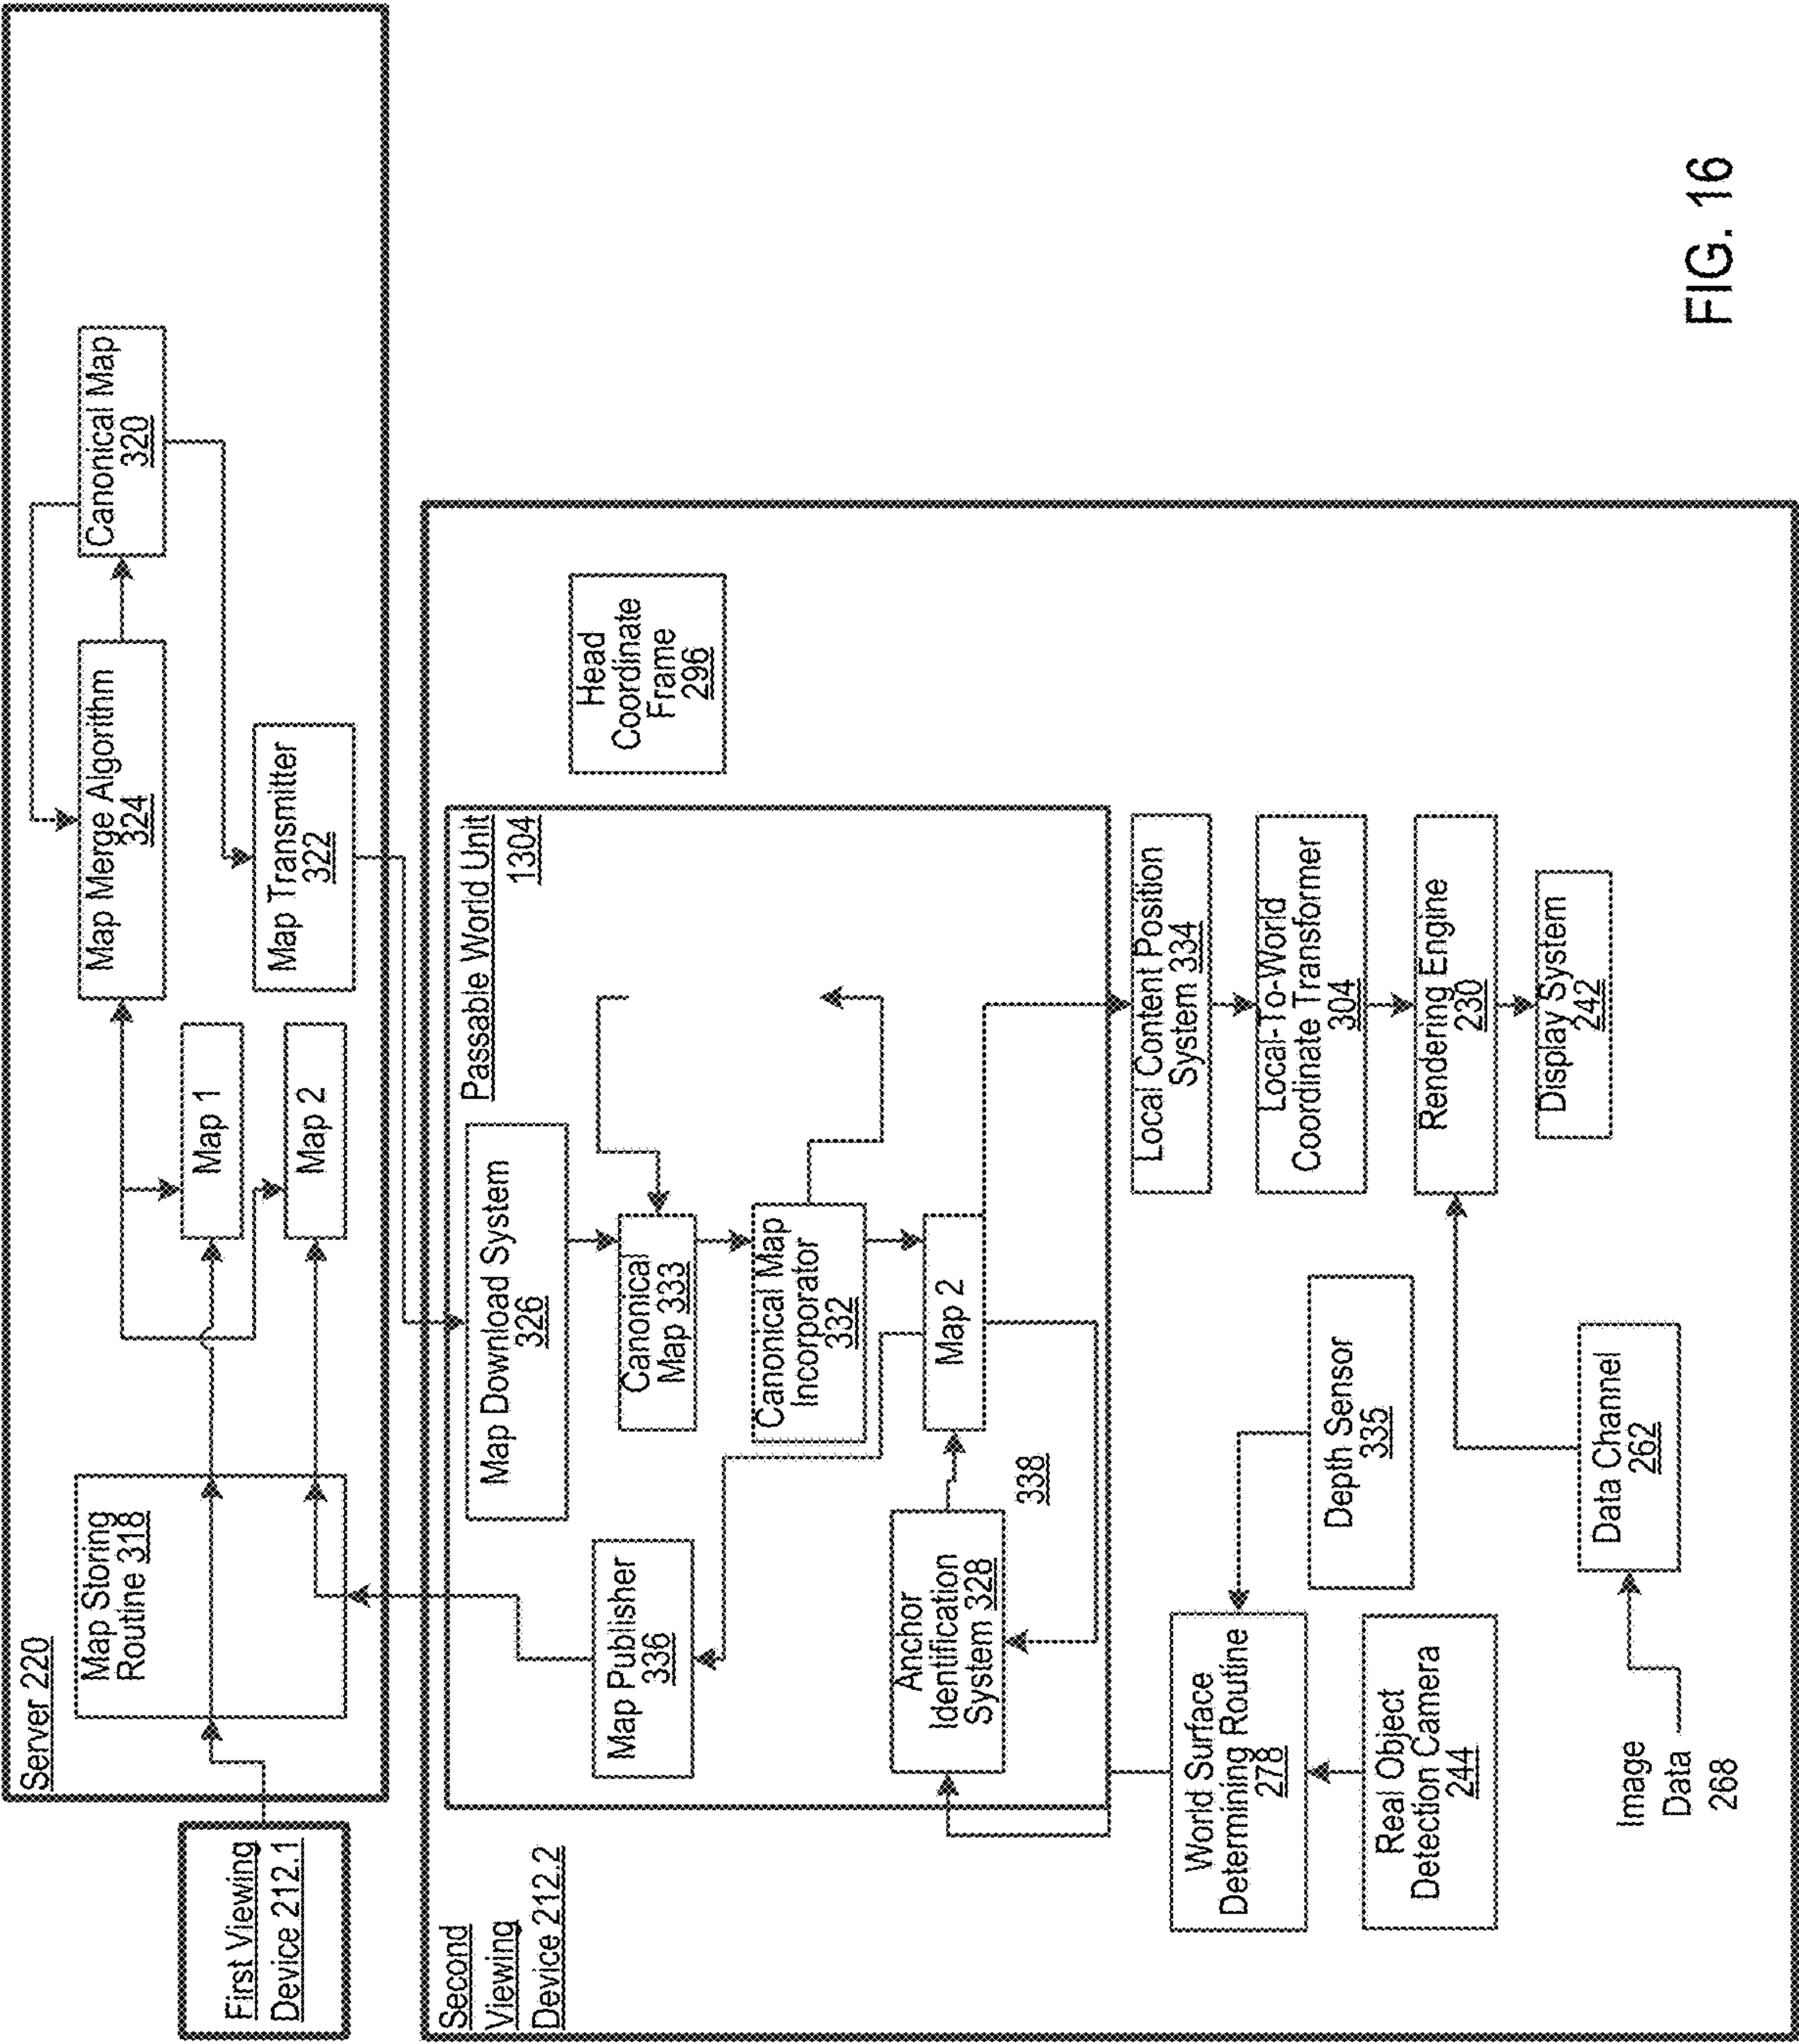 First Viewing
Device 212.1
Server 220
Map Storing
Routine 318
Map 1
Map 2
Map Merge Algorithm
324
Canonical Map
320
Map Transmitter
322
Second
Viewing
Device 212.2
Passable World Unit
1304
Map Publisher
336
Map Download System
326
Canonical
Map 333
Canonical Map
Incorporator
332
Map 2
Anchor
Identification
System 328
338
Head
Coordinate
Frame
296
World Surface
Determining Routine
278
Real Object
Detection Camera
244
Depth Sensor
335
Local Content Position
System 334
Local-To-World
Coordinate Transformer
304
Rendering Engine
230
Display System
242
Data Channel
262
Image
Data
268
FIG. 16